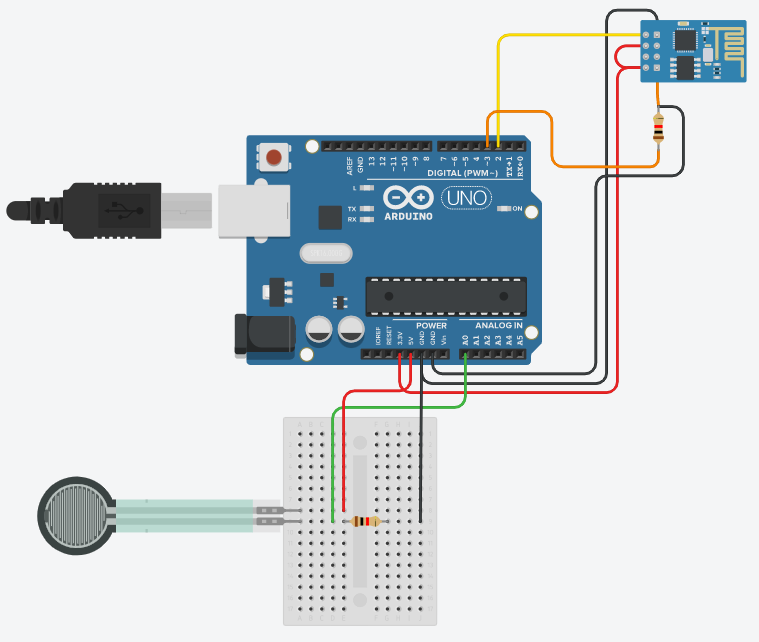 AREF
GND
13
12
~11
~10
~9
8
7
~6
~5
4
~3
2
TX→1
RX←0
DIGITAL (PWM~)
L
TX
RX
ARDUINO
UNO
ON
POWER
ANALOG IN
IOREF
RESET
3.3V
5V
GND
GND
Vin
A0
A1
A2
A3
A4
A5